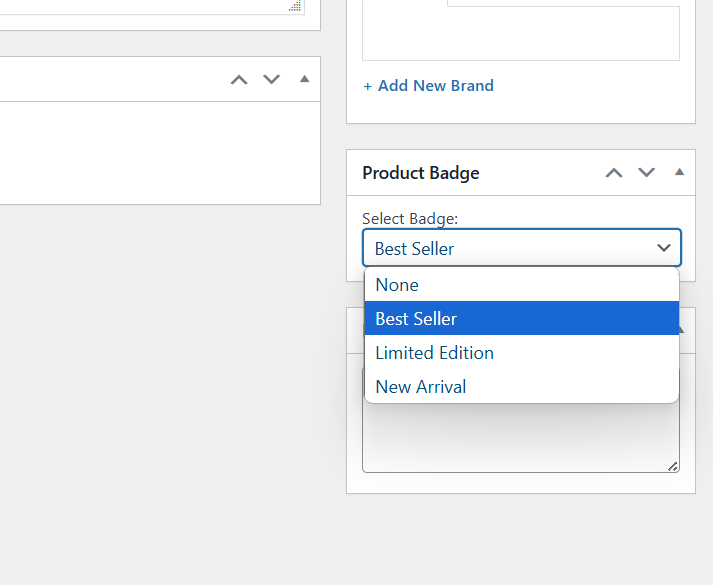 + Add New Brand
Product Badge
Select Badge:
Best Seller
None
Best Seller
Limited Edition
New Arrival